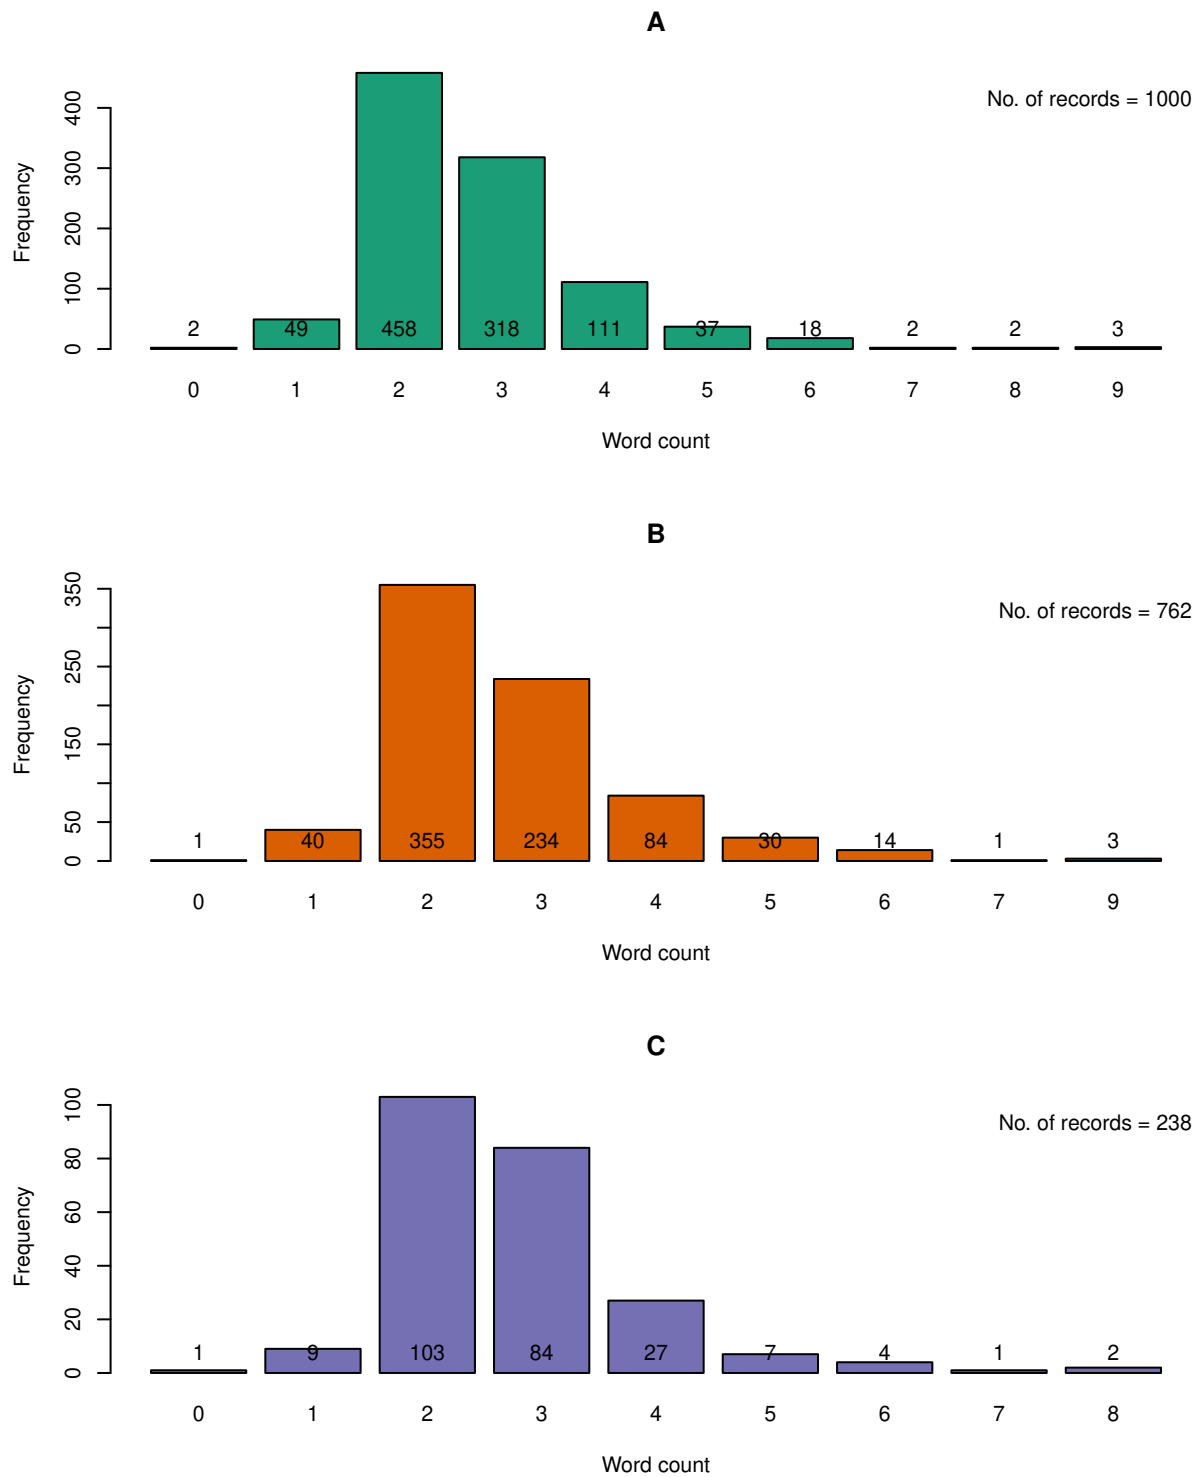 A
No. of records = 1000
Frequency
400
300
200
100
0
2 49 458 318 111 37 18 2 2 3
0 1 2 3 4 5 6 7 8 9
Word count
B
No. of records = 762
Frequency
350
250
150
50
0
1 40 355 234 84 30 14 1 3
0 1 2 3 4 5 6 7 9
Word count
C
No. of records = 238
Frequency
100
80
60
40
20
0
1 9 103 84 27 7 4 1 2
0 1 2 3 4 5 6 7 8
Word count